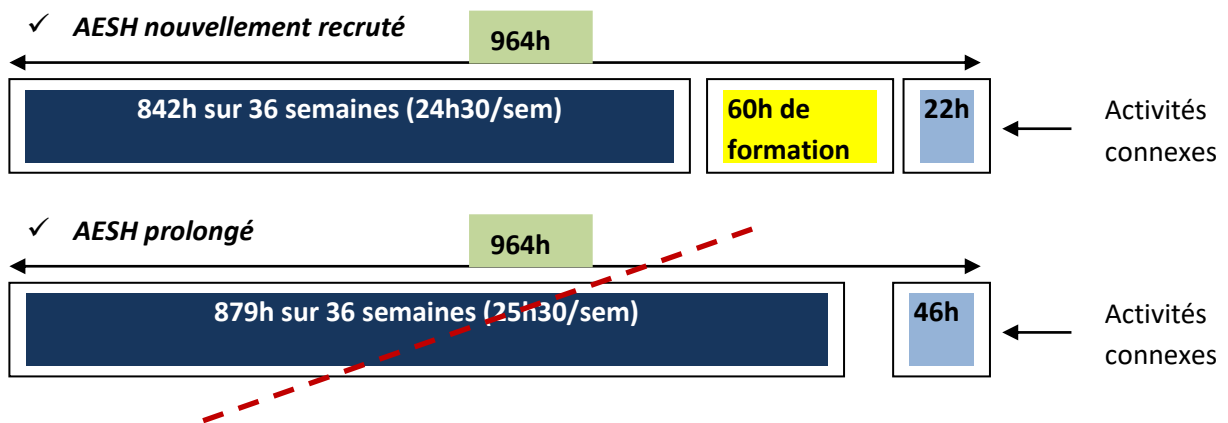 ✓ AESH nouvellement recruté
964h
842h sur 36 semaines (24h30/sem)
60h de
formation
22h
Activités
connexes
✓ AESH prolongé
964h
879h sur 36 semaines (25h30/sem)
46h
Activités
connexes